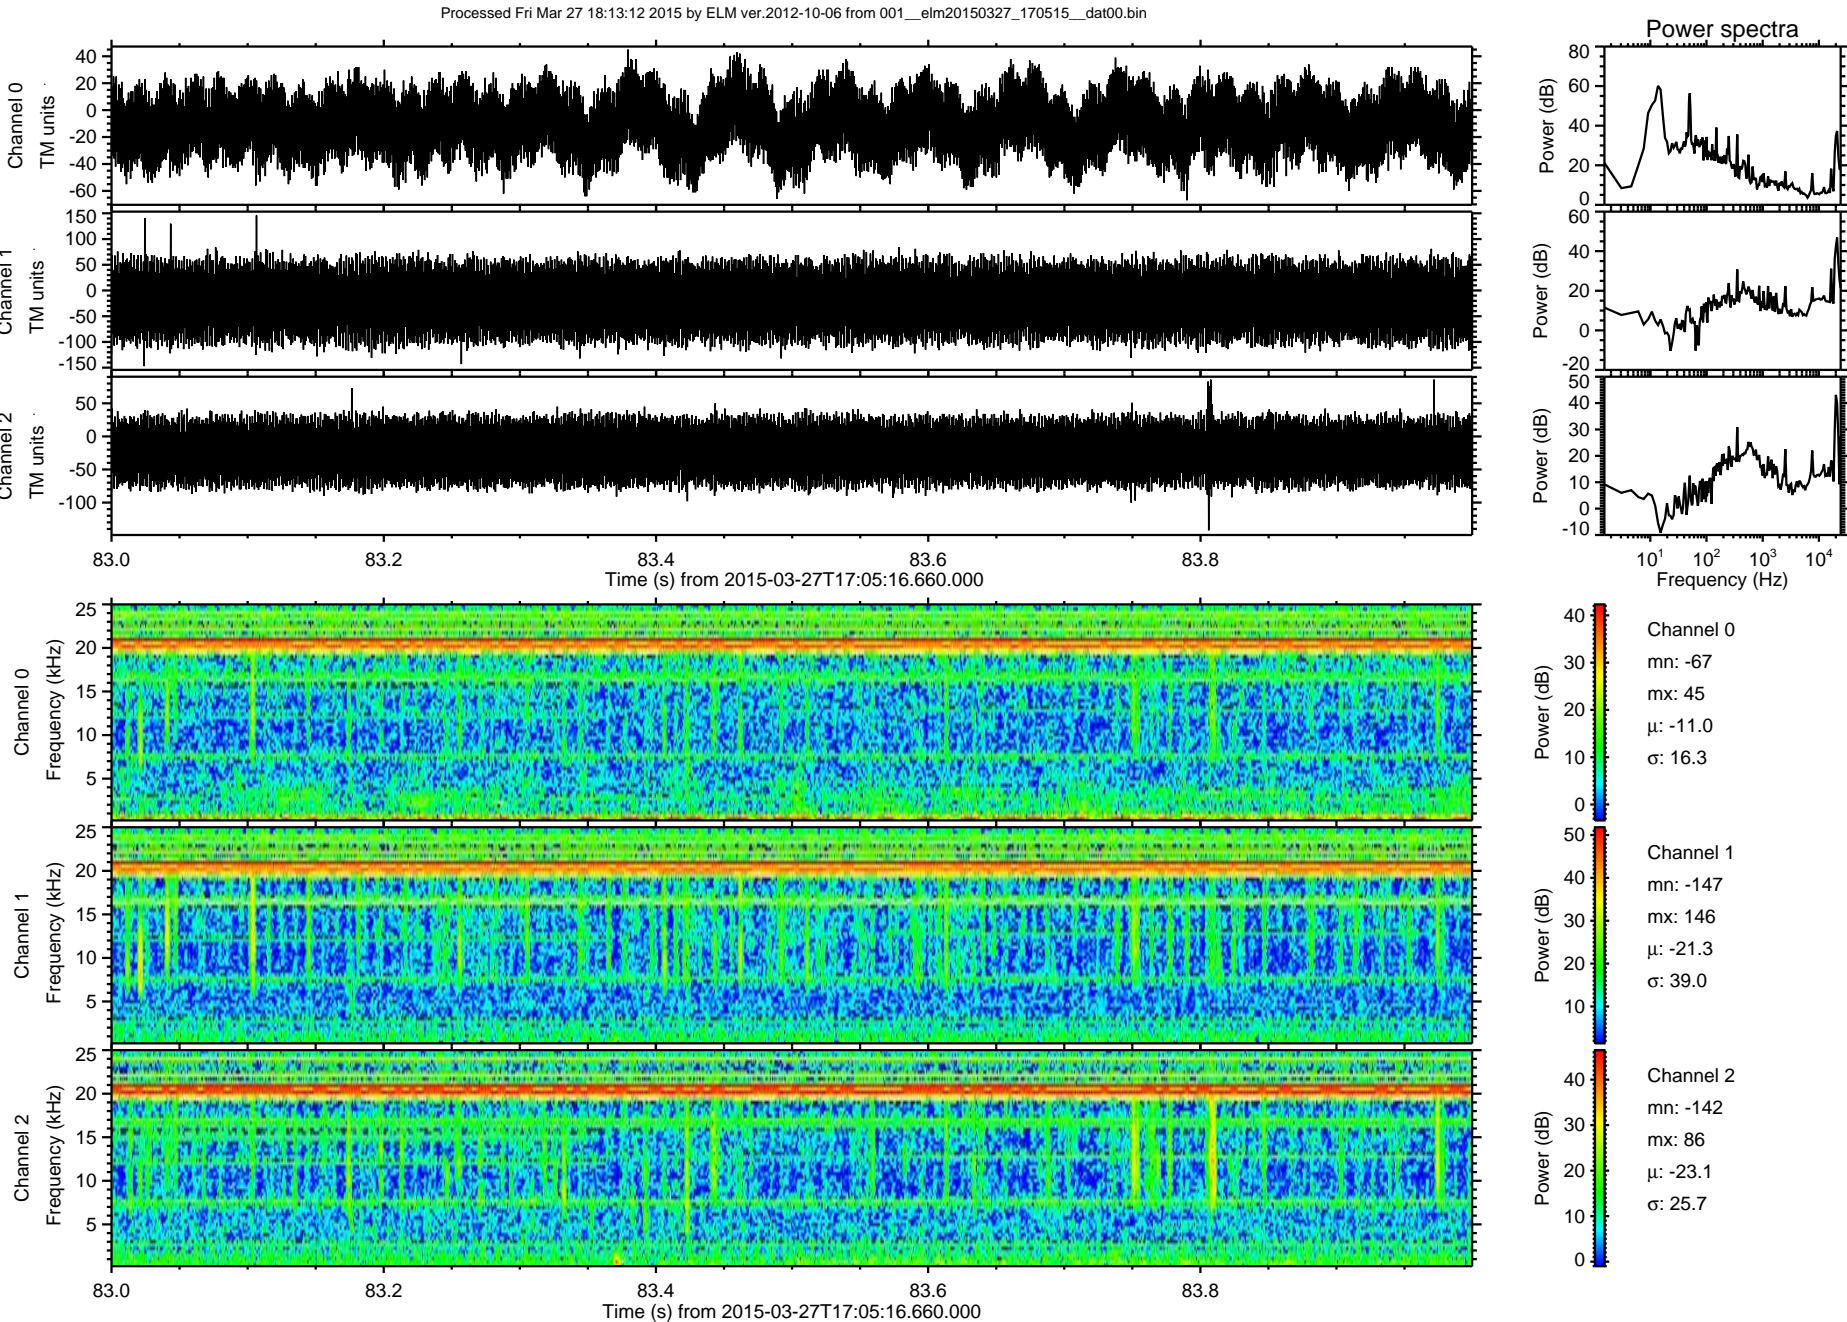 Processed Fri Mar 27 18:13:12 2015 by ELM ver.2012-10-06 from 001__elm20150327_170515__dat00.bin
Power spectra
Channel 0
TM units
40
20
0
-20
-40
-60
Power (dB)
80
60
40
20
0
Channel 1
TM units
150
100
50
0
-50
-100
-150
Power (dB)
60
40
20
0
-20
Channel 2
TM units
50
0
-50
-100
Power (dB)
50
40
30
20
10
0
-10
83.0 83.2 83.4 83.6 83.8
Time (s) from 2015-03-27T17:05:16.660.000
10^1 10^2 10^3 10^4
Frequency (Hz)
Channel 0
Frequency (kHz)
25
20
15
10
5
Power (dB)
40
30
20
10
0
Channel 0
mn: -67
mx: 45
μ: -11.0
σ: 16.3
Channel 1
Frequency (kHz)
25
20
15
10
5
Power (dB)
50
40
30
20
10
Channel 1
mn: -147
mx: 146
μ: -21.3
σ: 39.0
Channel 2
Frequency (kHz)
25
20
15
10
5
Power (dB)
40
30
20
10
0
Channel 2
mn: -142
mx: 86
μ: -23.1
σ: 25.7
83.0 83.2 83.4 83.6 83.8
Time (s) from 2015-03-27T17:05:16.660.000